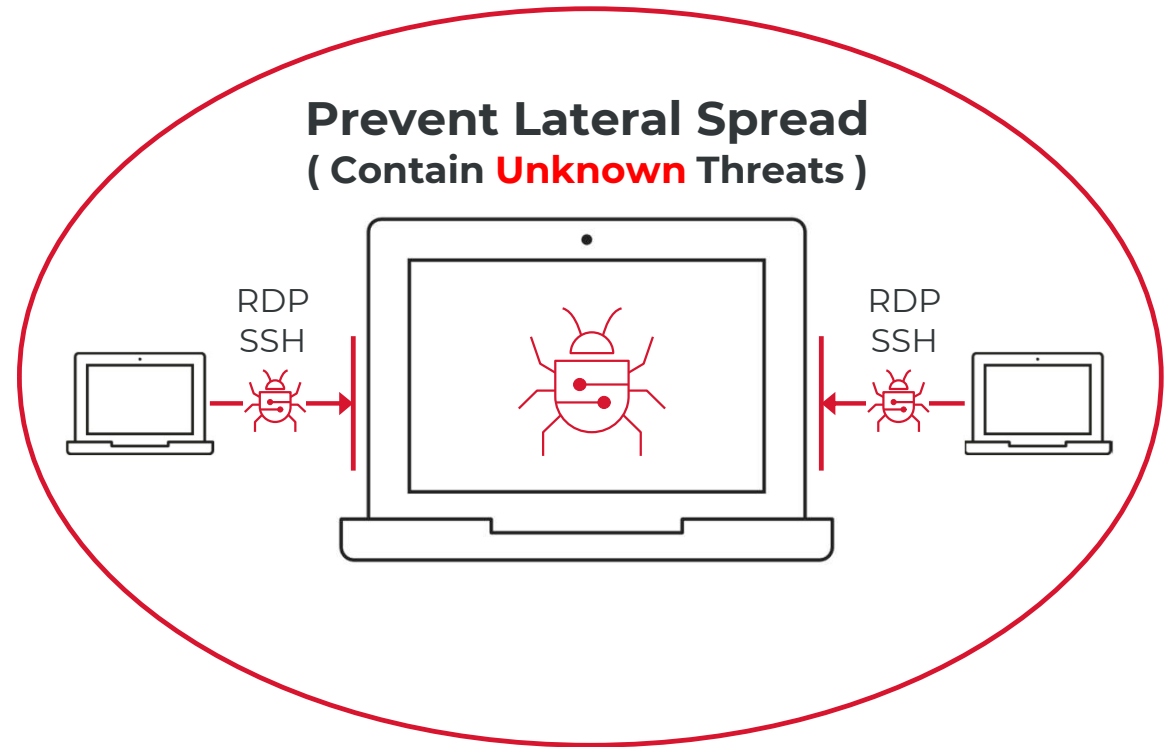 Prevent Lateral Spread
( Contain Unknown Threats )
RDP
SSH
RDP
SSH